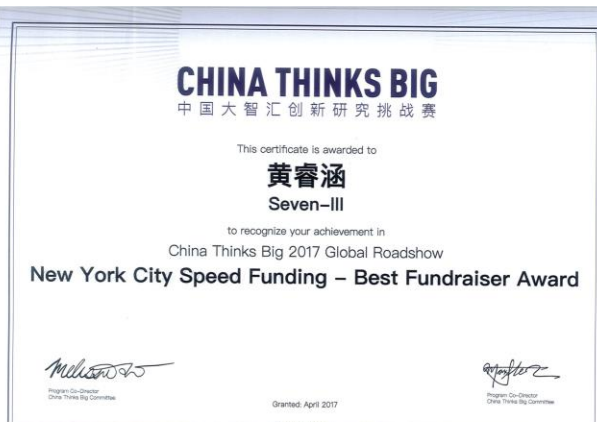 CHINA THINKS BIG
中国大智汇创新研究挑战赛
This certificate is awarded to
黄睿涵
Seven-III
to recognize your achievement in
China Thinks Big 2017 Global Roadshow
New York City Speed Funding – Best Fundraiser Award
Program Co-Director
China Thinks Big Committee
Granted: April 2017
Program Co-Director
China Thinks Big Committee